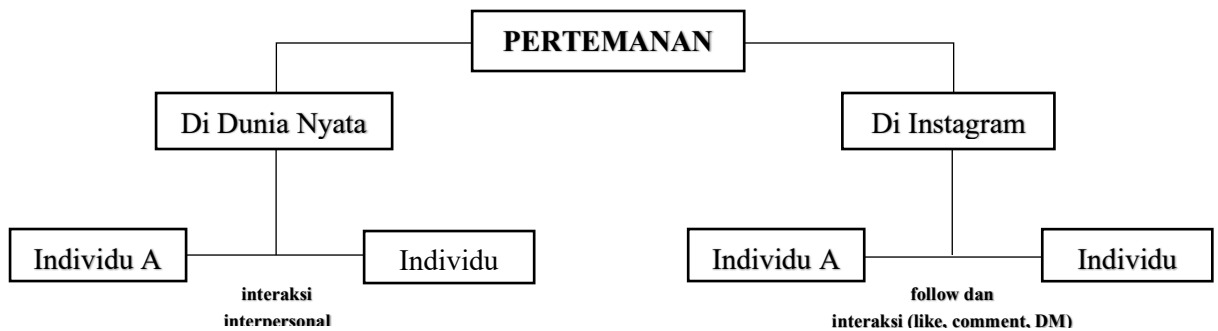 PERTEMANAN
Di Dunia Nyata
Di Instagram
Individu A
Individu
Individu A
Individu
interaksi
interpersonal
follow dan
interaksi (like, comment, DM)